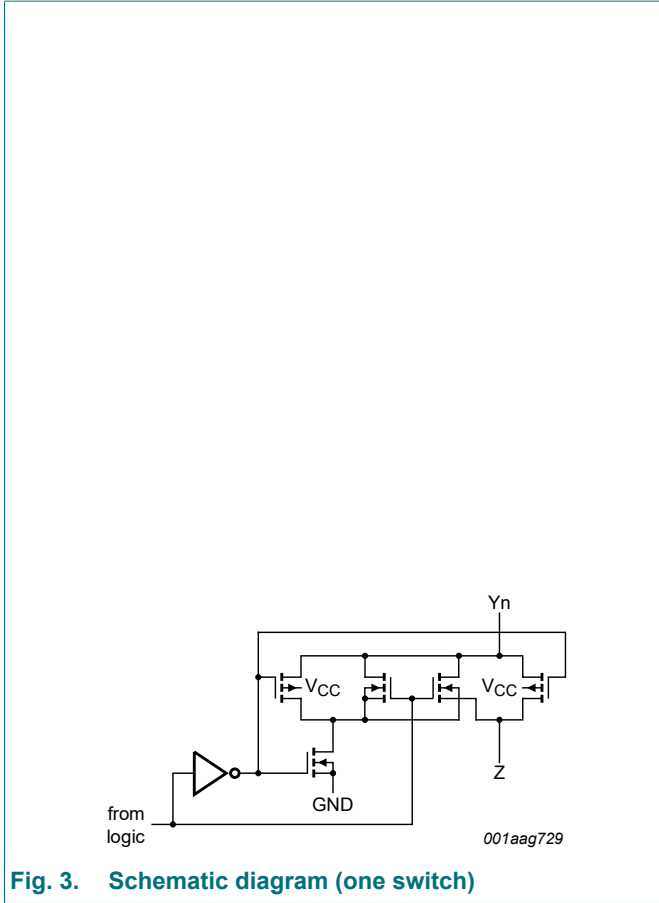 Yn
VCC
VCC
Z
GND
from
logic
001aag729
Fig. 3. Schematic diagram (one switch)